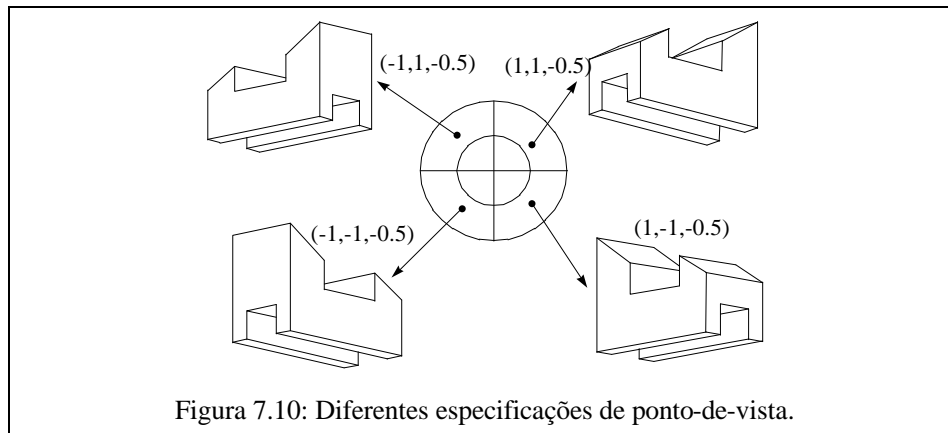 (-1,1,-0.5)
(1,1,-0.5)
(-1,-1,-0.5)
(1,-1,-0.5)
Figura 7.10: Diferentes especificações de ponto-de-vista.